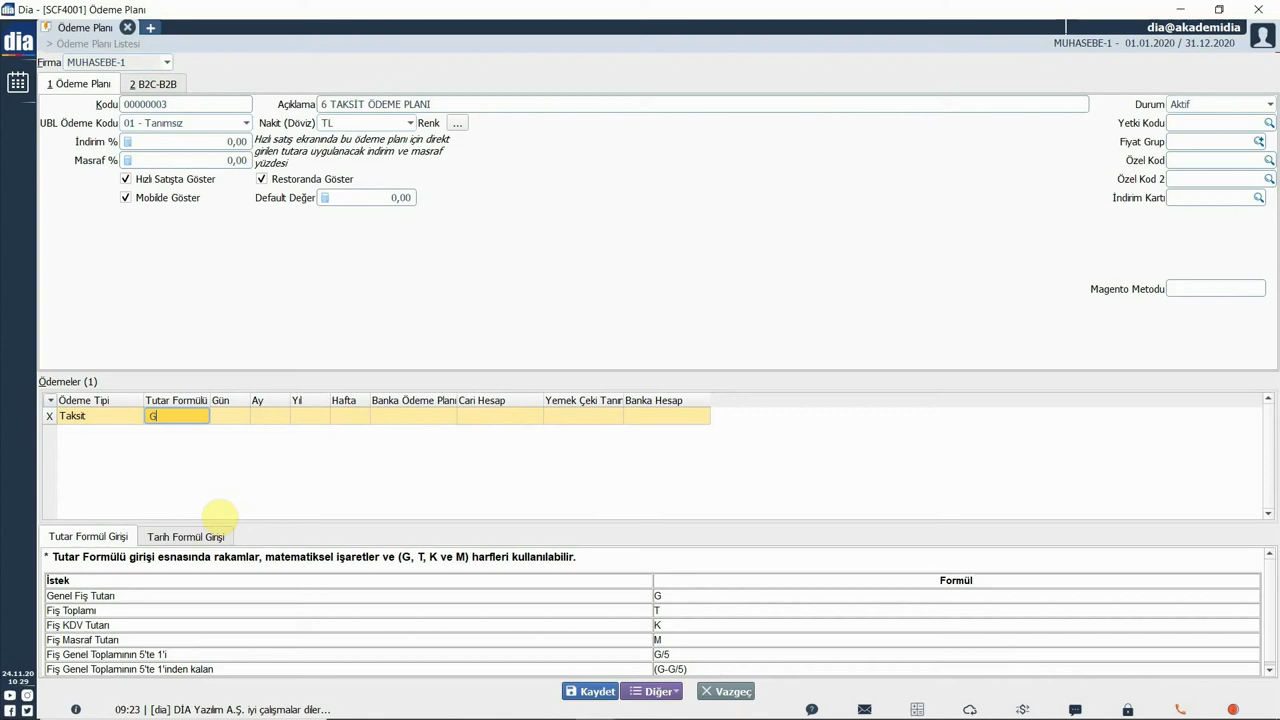 Dia - [SCF4001] Ödeme Planı
dia
Ödeme Planı
dia@akademidia
> Ödeme Planı Listesi
MUHASEBE-1 - 01.01.2020 / 31.12.2020
Firma MUHASEBE-1
1 Ödeme Planı 2 B2C-B2B
Kodu 00000003 Açıklama 6 TAKSİT ÖDEME PLANI Durum Aktif
UBL Ödeme Kodu 01 - Tanımsız Nakit (Döviz) TL Renk ... Yetki Kodu
İndirim % 0,00 Hızlı satış ekranında bu ödeme planı için direkt Fiyat Grup
girilen tutara uygulanacak indirim ve masraf
Masraf % 0,00 yüzdesi Özel Kod
Hızlı Satışta Göster Restoranda Göster Özel Kod 2
Mobilde Göster Default Değer 0,00 İndirim Kartı
Magento Metodu
Ödemeler (1)
Ödeme Tipi Tutar Formülü Gün Ay Yıl Hafta Banka Ödeme Planı Cari Hesap Yemek Çeki Tanır Banka Hesap
X Taksit G
Tutar Formül Girişi Tarih Formül Girişi
* Tutar Formülü girişi esnasında rakamlar, matematiksel işaretler ve (G, T, K ve M) harfleri kullanılabilir.
İstek Formül
Genel Fiş Tutarı G
Fiş Toplamı T
Fiş KDV Tutarı K
Fiş Masraf Tutarı M
Fiş Genel Toplamının 5'te 1'i G/5
Fiş Genel Toplamının 5'te 1'inden kalan (G-G/5)
24.11.20
10:29
Kaydet Diğer Vazgeç
09:23 | [dia] DİA Yazılım A.Ş. iyi çalışmalar diler...